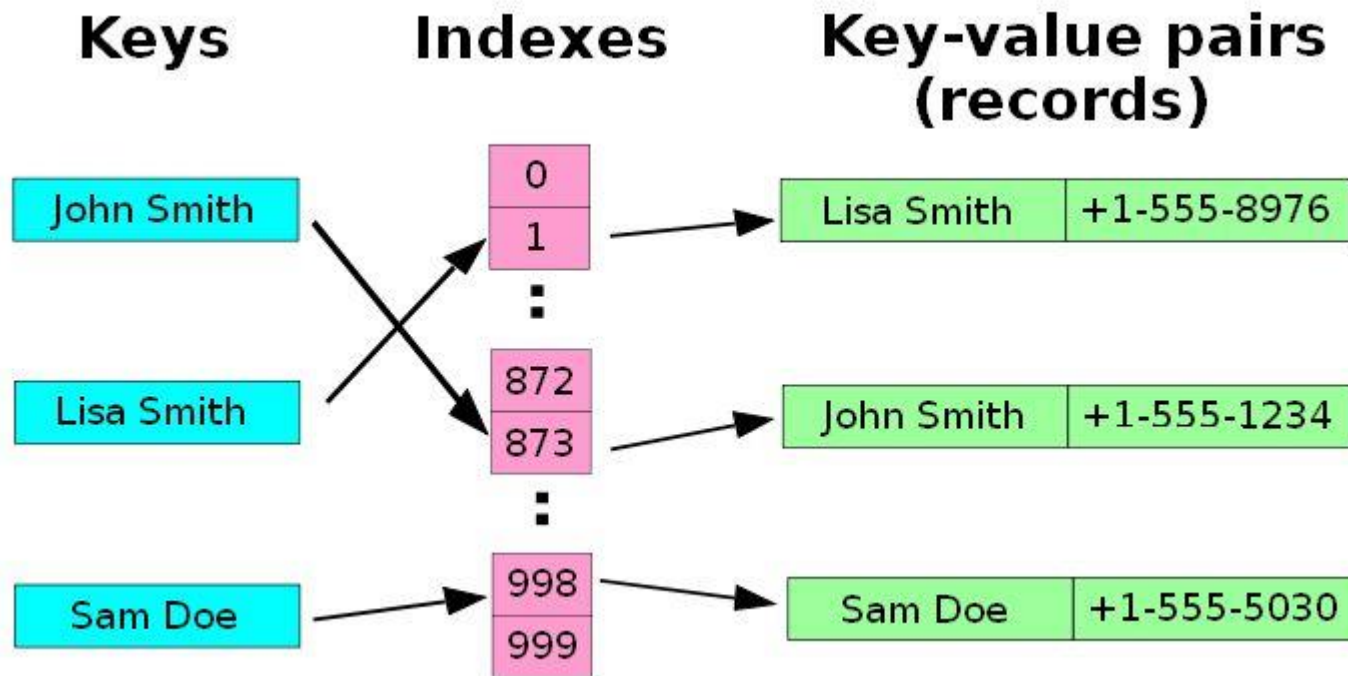 Keys
Indexes
Key-value pairs
(records)
John Smith
Lisa Smith
Sam Doe
0
1
:
872
873
:
998
999
Lisa Smith +1-555-8976
John Smith +1-555-1234
Sam Doe +1-555-5030